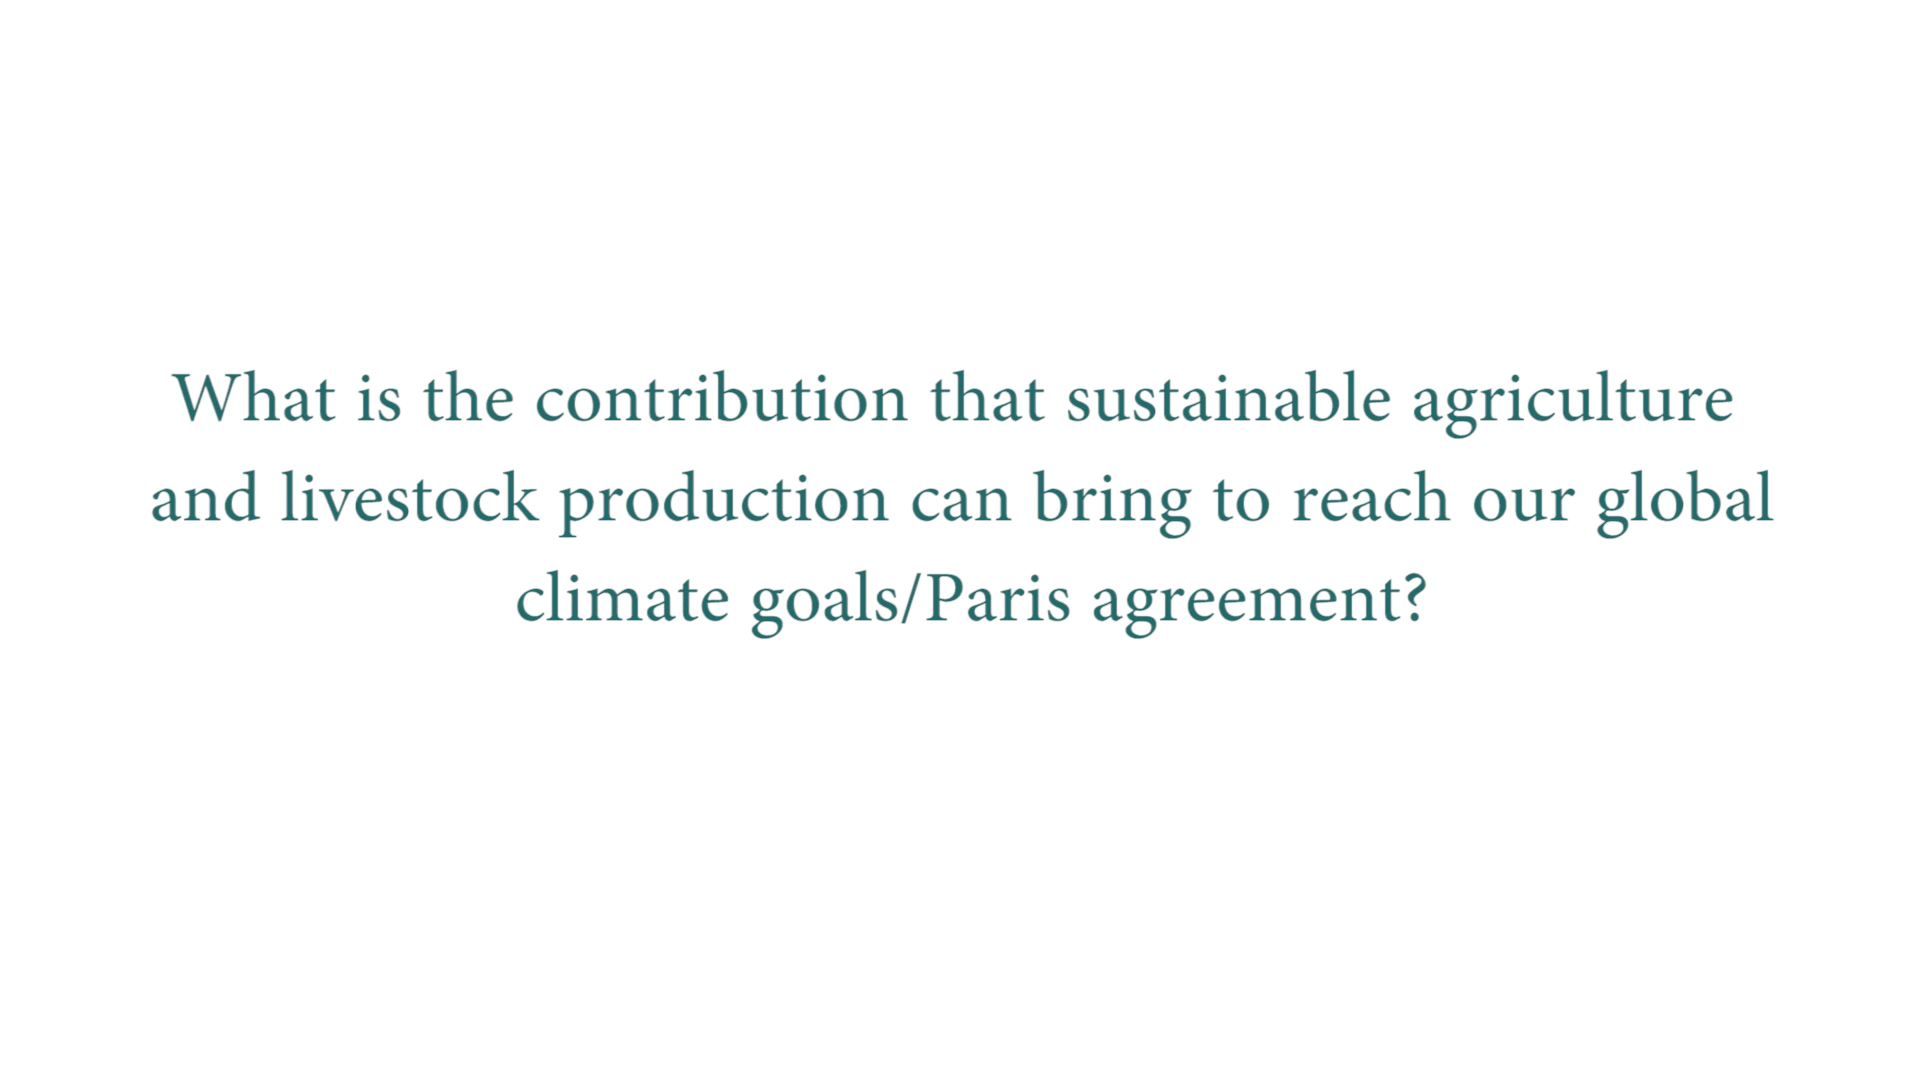 What is the contribution that sustainable agriculture
and livestock production can bring to reach our global
climate goals/Paris agreement?